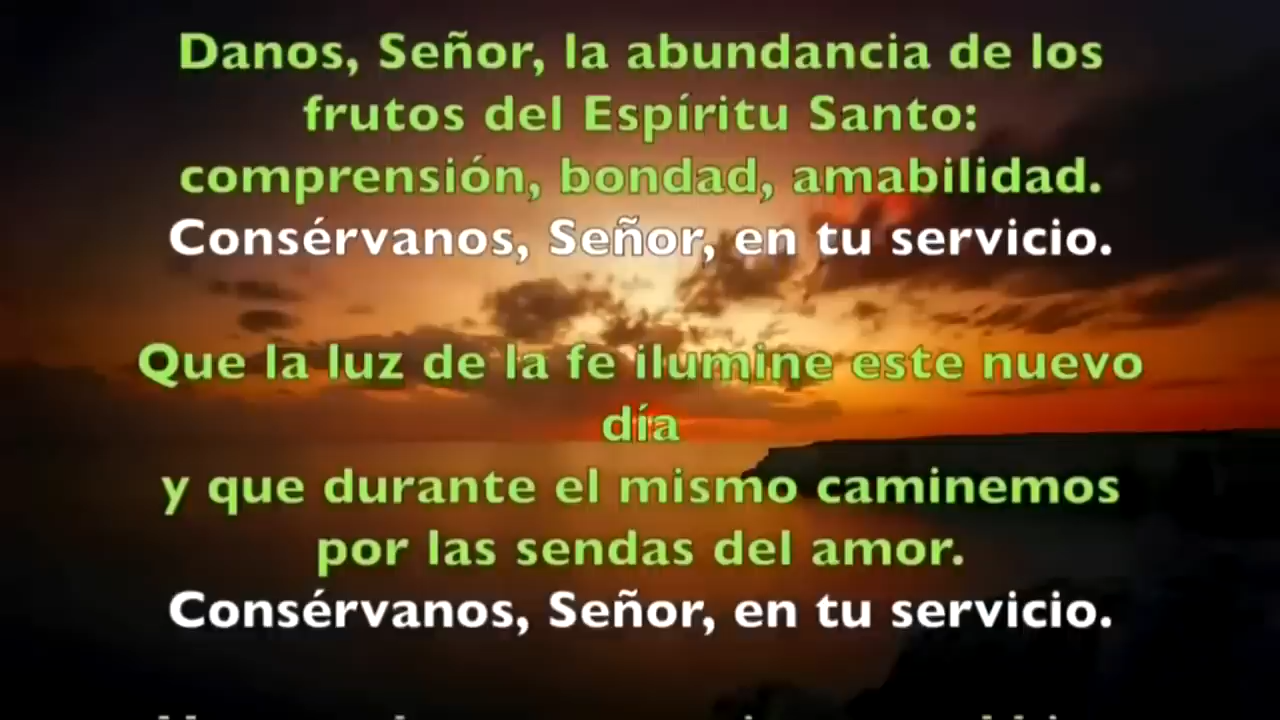 Danos, Señor, la abundancia de los
frutos del Espíritu Santo:
comprensión, bondad, amabilidad.
Consérvanos, Señor, en tu servicio.
Que la luz de la fe ilumine este nuevo
día
y que durante el mismo caminemos
por las sendas del amor.
Consérvanos, Señor, en tu servicio.